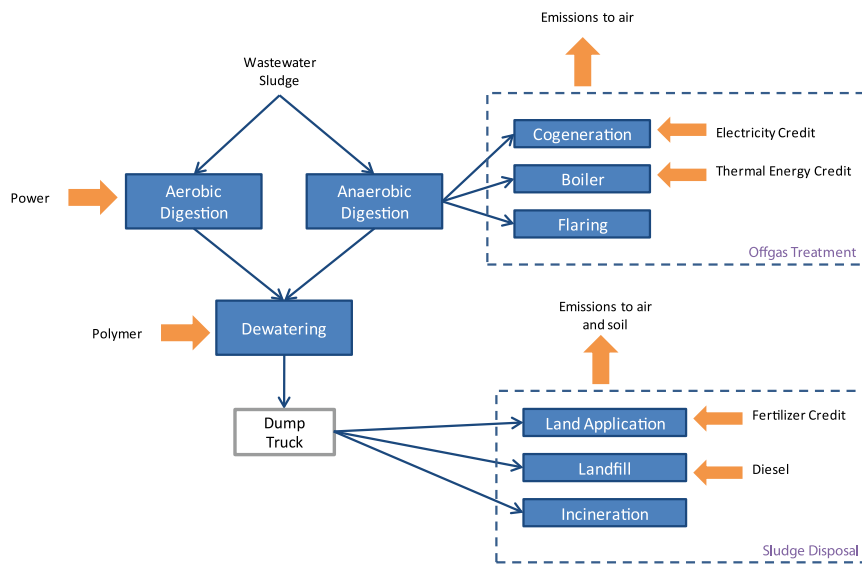 Emissions to air
Wastewater
Sludge
Cogeneration
Electricity Credit
Boiler
Thermal Energy Credit
Power
Aerobic
Digestion
Anaerobic
Digestion
Flaring
Offgas Treatment
Emissions to air
and soil
Polymer
Dewatering
Dump
Truck
Land Application
Fertilizer Credit
Landfill
Diesel
Incineration
Sludge Disposal